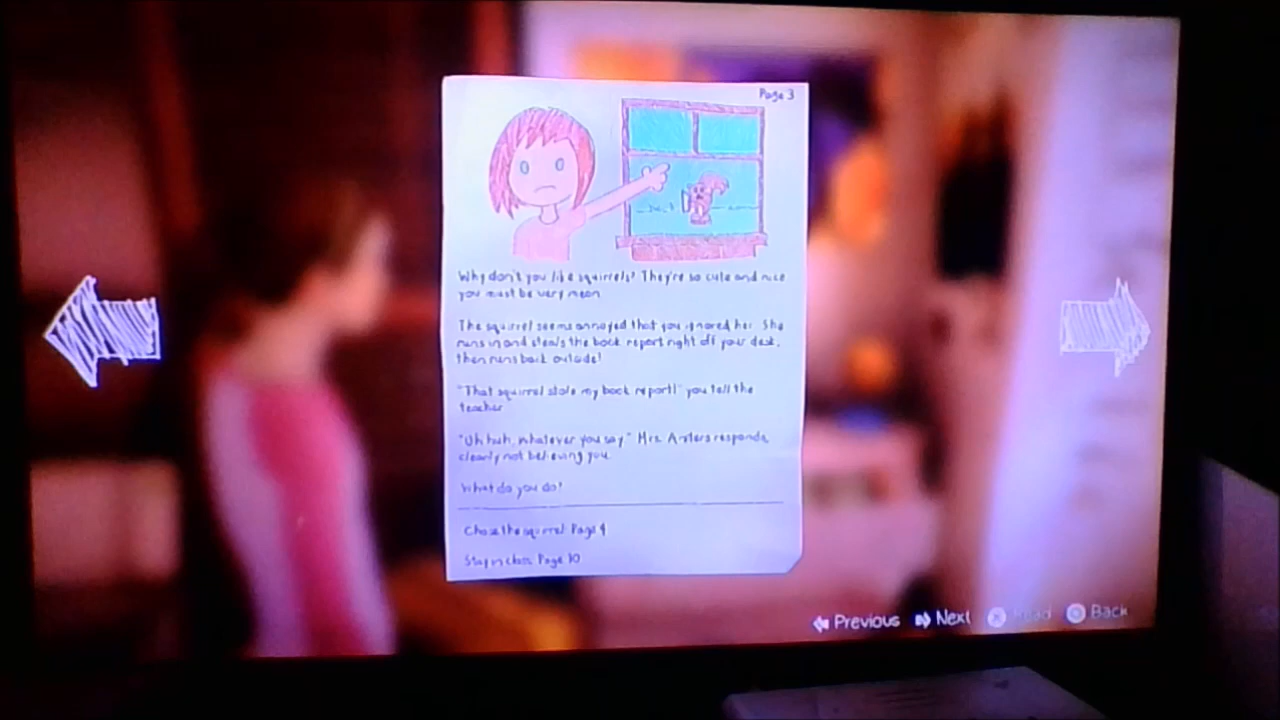 Page 3
Why don't you like squirrels? They're so cute and nice
you must be very mean
The squirrel seems annoyed that you ignored her. She
runs in and steals the book report right off your desk,
then runs back outside!
"That squirrel stole my book report!" you tell the
teacher
"Uh huh, whatever you say." Mrs. responds,
clearly not believing you.
What do you do?
Chase the squirrel: Page 4
Stay in class: Page 10
Previous Next Read Back